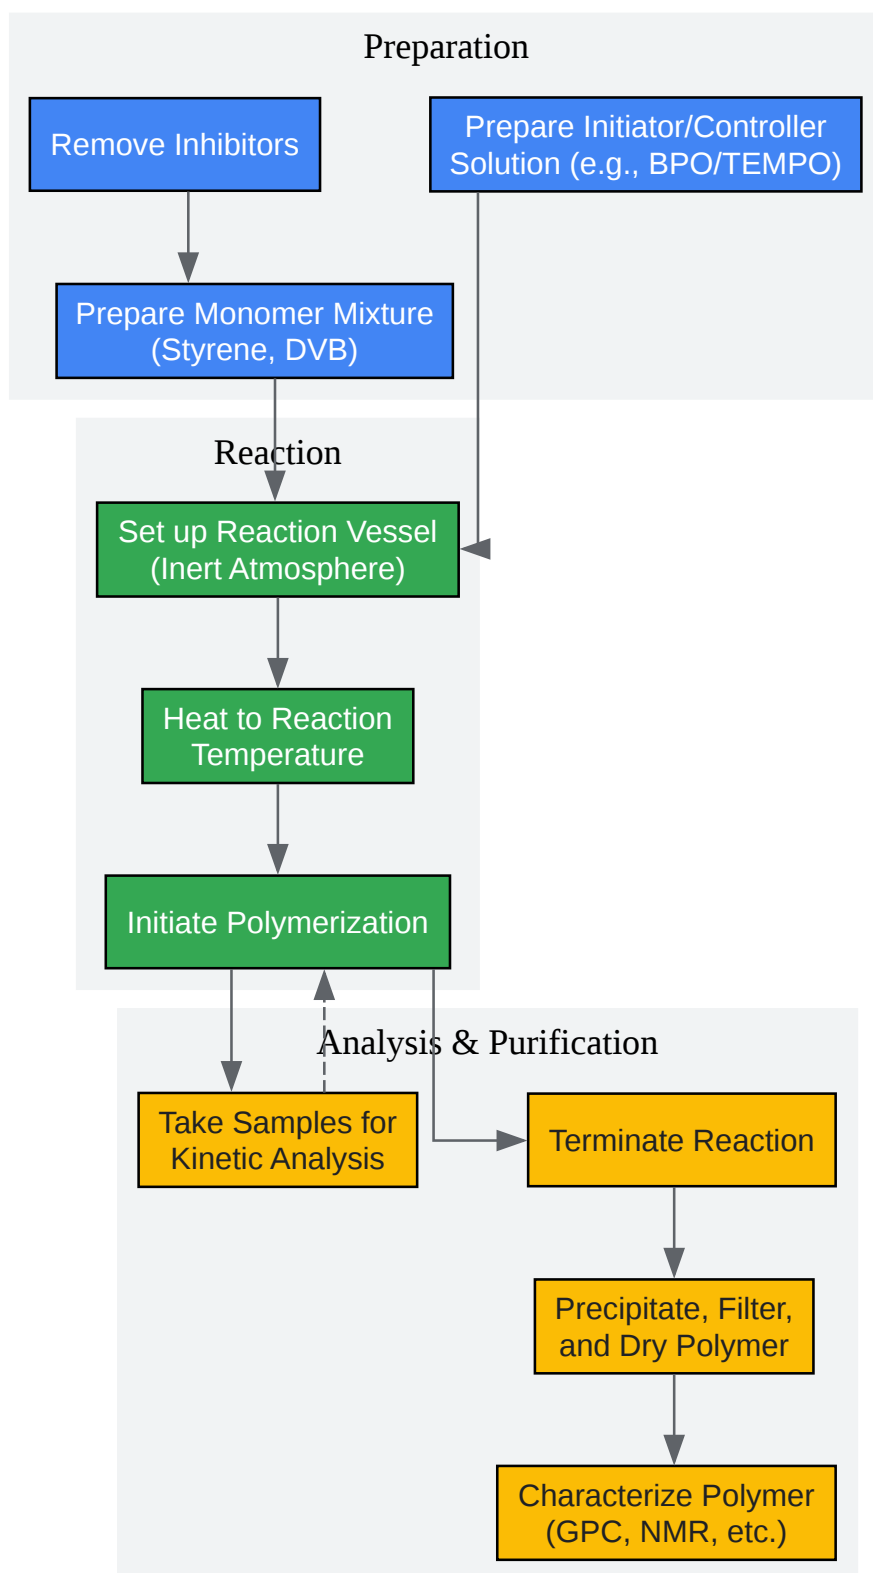 Preparation
Remove Inhibitors
Prepare Initiator/Controller
Solution (e.g., BPO/TEMPO)
Prepare Monomer Mixture
(Styrene, DVB)
Reaction
Set up Reaction Vessel
(Inert Atmosphere)
Heat to Reaction
Temperature
Initiate Polymerization
Analysis & Purification
Take Samples for
Kinetic Analysis
Terminate Reaction
Precipitate, Filter,
and Dry Polymer
Characterize Polymer
(GPC, NMR, etc.)